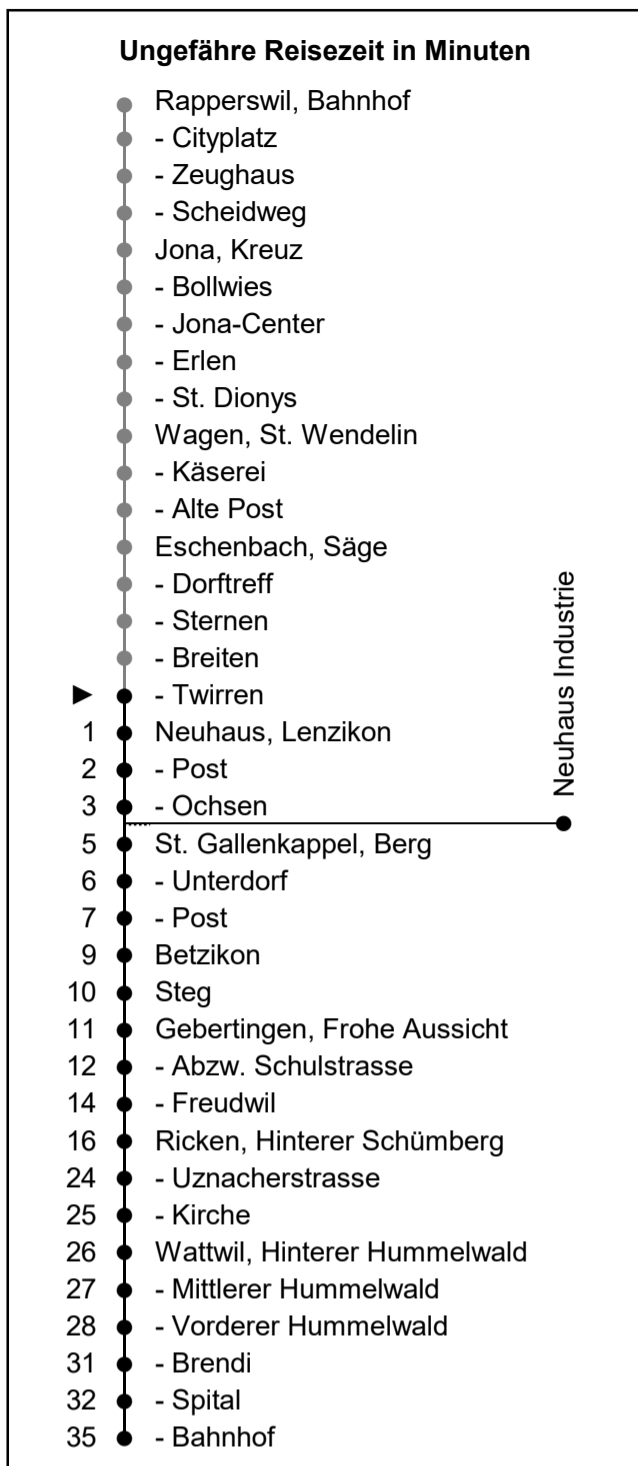 Ungefähre Reisezeit in Minuten
Rapperswil, Bahnhof
- Cityplatz
- Zeughaus
- Scheidweg
Jona, Kreuz
- Bollwies
- Jona-Center
- Erlen
- St. Dionys
Wagen, St. Wendelin
- Käserei
- Alte Post
Eschenbach, Säge
- Dorftreff
- Sternen
- Breiten
- Twirren
1 Neuhaus, Lenzikon
2 - Post
3 - Ochsen
Neuhaus Industrie
5 St. Gallenkappel, Berg
6 - Unterdorf
7 - Post
9 Betzikon
10 Steg
11 Gebertingen, Frohe Aussicht
12 - Abzw. Schulstrasse
14 - Freudwil
16 Ricken, Hinterer Schümberg
24 - Uznacherstrasse
25 - Kirche
26 Wattwil, Hinterer Hummelwald
27 - Mittlerer Hummelwald
28 - Vorderer Hummelwald
31 - Brendi
32 - Spital
35 - Bahnhof